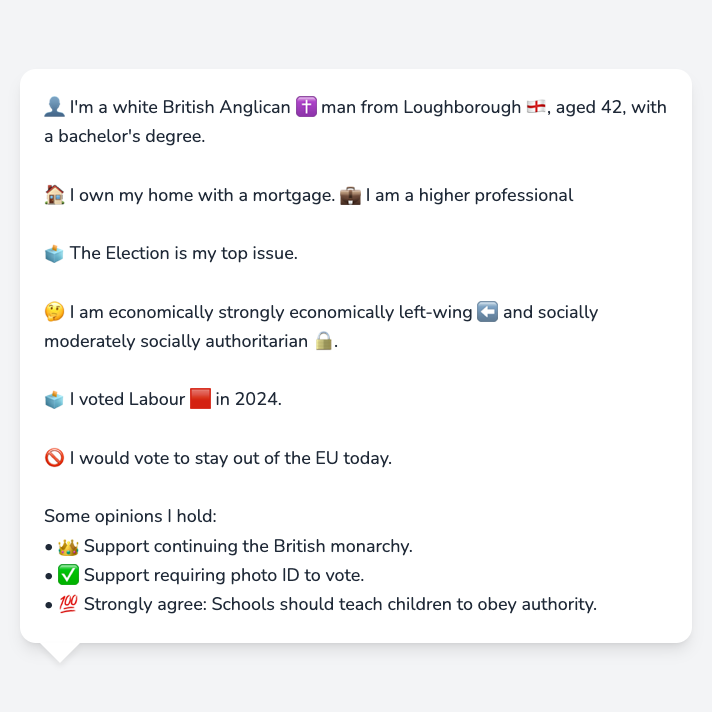 👤 I'm a white British Anglican ✝️ man from Loughborough 🏴󠁧󠁢󠁥󠁮󠁧󠁿, aged 42, with
a bachelor's degree.
🏠 I own my home with a mortgage. 💼 I am a higher professional
🗳️ The Election is my top issue.
🤔 I am economically strongly economically left-wing ⬅️ and socially
moderately socially authoritarian 🔒.
🗳️ I voted Labour 🟥 in 2024.
🚫 I would vote to stay out of the EU today.
Some opinions I hold:
• 👑 Support continuing the British monarchy.
• ✅ Support requiring photo ID to vote.
• 💯 Strongly agree: Schools should teach children to obey authority.